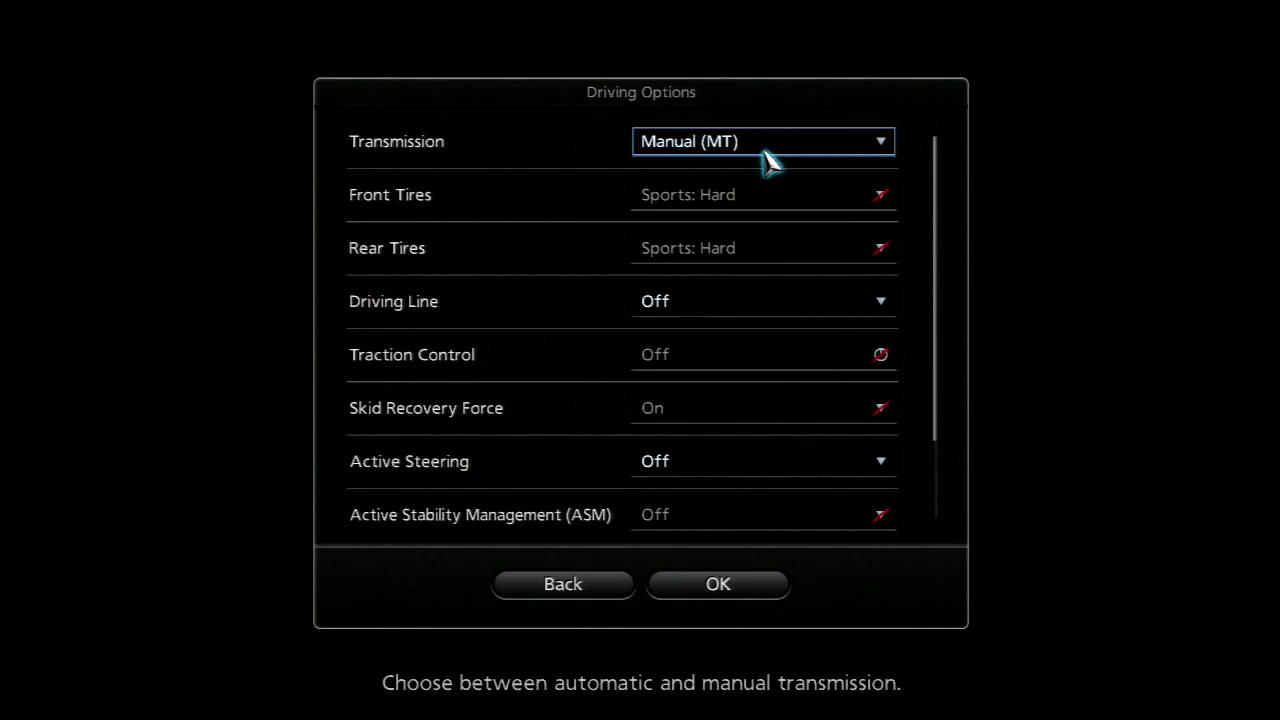 Driving Options
Transmission Manual (MT)
Front Tires Sports: Hard
Rear Tires Sports: Hard
Driving Line Off
Traction Control Off
Skid Recovery Force On
Active Steering Off
Active Stability Management (ASM) Off
Back OK
Choose between automatic and manual transmission.